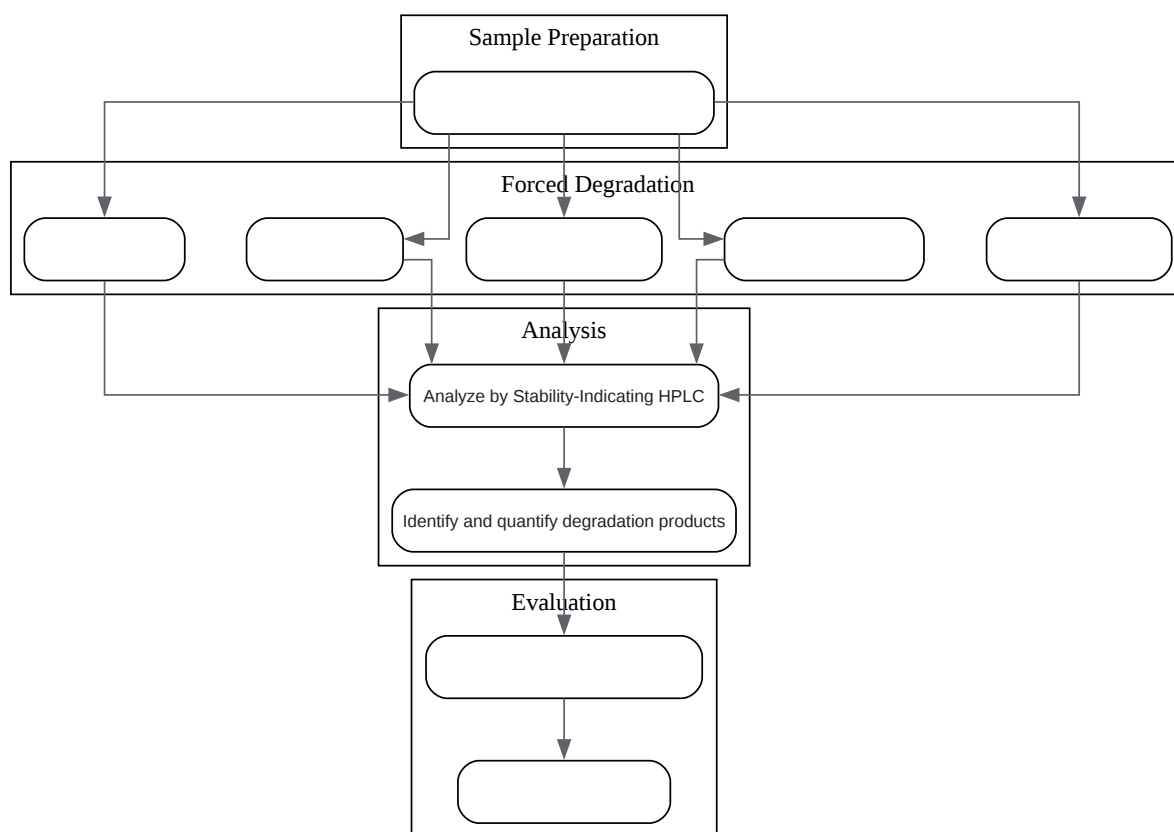 Sample Preparation
Forced Degradation
Analysis
Analyze by Stability-Indicating HPLC
Identify and quantify degradation products
Evaluation